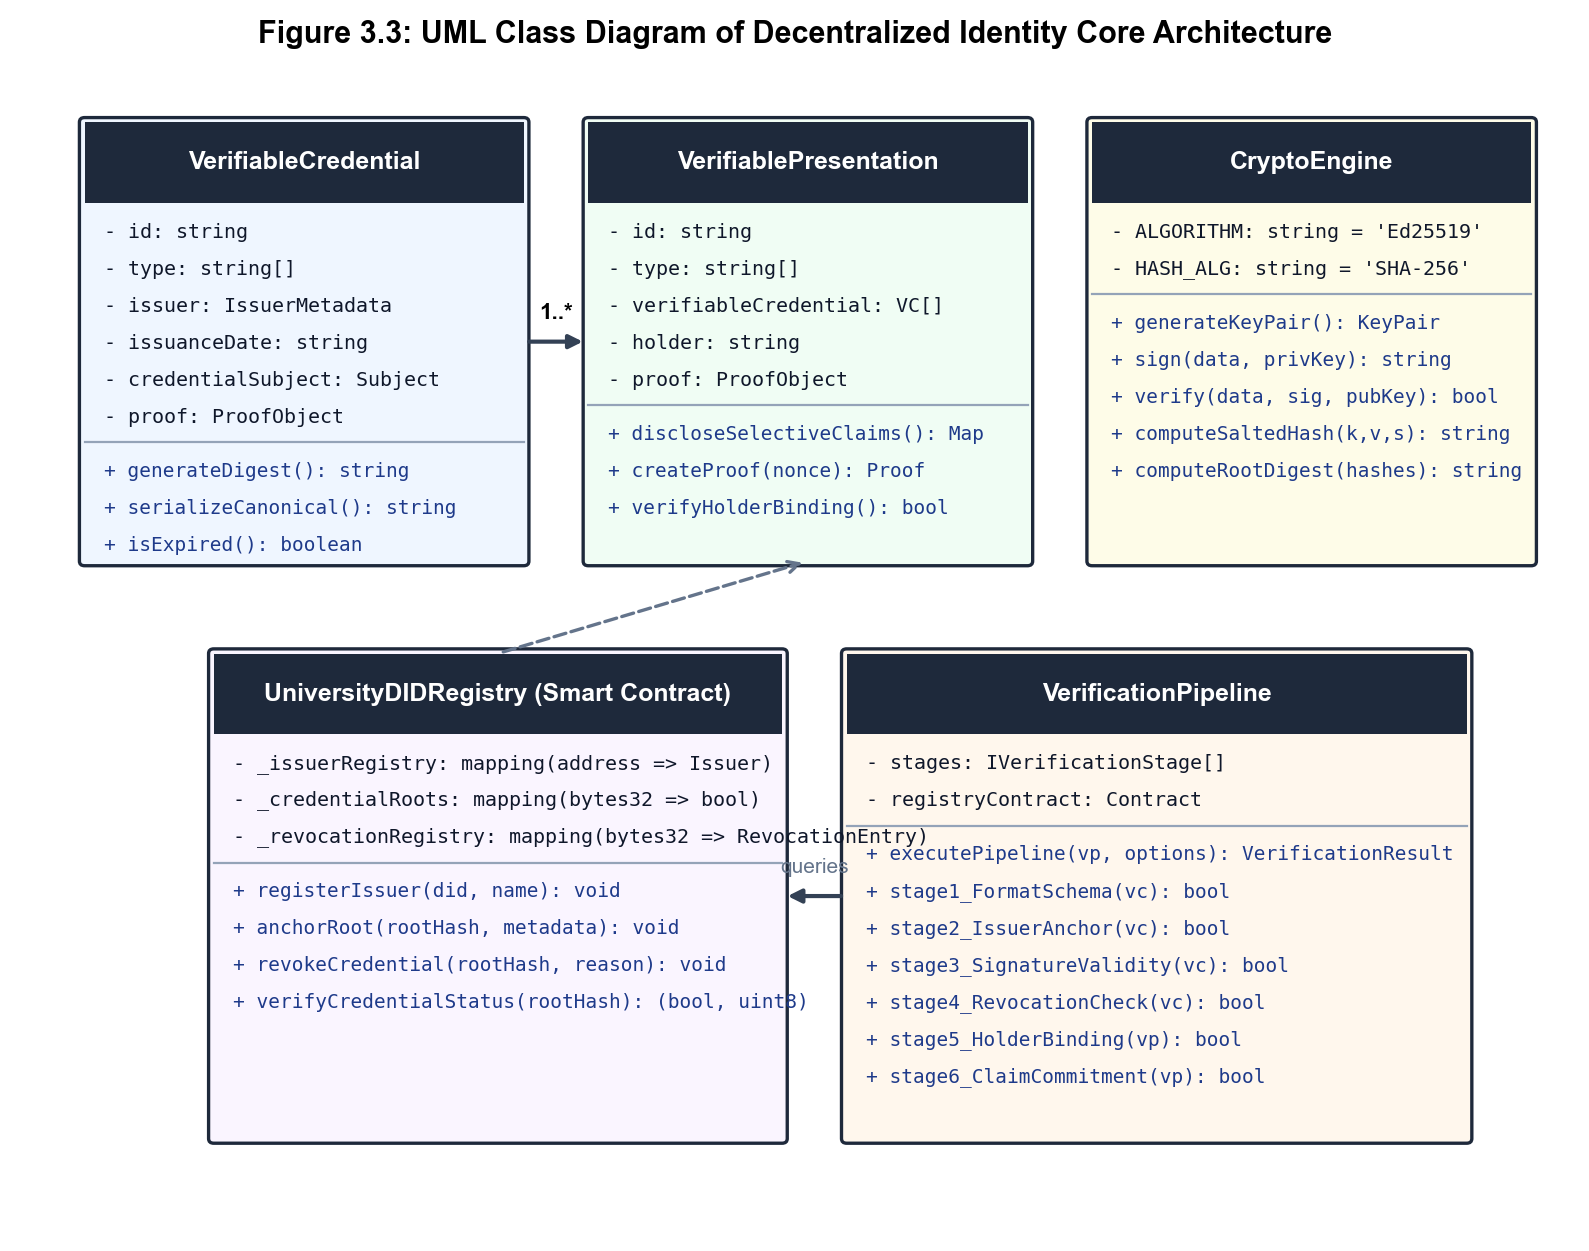 Figure 3.3: UML Class Diagram of Decentralized Identity Core Architecture
VerifiableCredential
- id: string
- type: string[]
- issuer: IssuerMetadata
- issuanceDate: string
- credentialSubject: Subject
- proof: ProofObject
+ generateDigest(): string
+ serializeCanonical(): string
+ isExpired(): boolean
1..*
VerifiablePresentation
- id: string
- type: string[]
- verifiableCredential: VC[]
- holder: string
- proof: ProofObject
+ discloseSelectiveClaims(): Map
+ createProof(nonce): Proof
+ verifyHolderBinding(): bool
CryptoEngine
- ALGORITHM: string = 'Ed25519'
- HASH_ALG: string = 'SHA-256'
+ generateKeyPair(): KeyPair
+ sign(data, privKey): string
+ verify(data, sig, pubKey): bool
+ computeSaltedHash(k,v,s): string
+ computeRootDigest(hashes): string
UniversityDIDRegistry (Smart Contract)
- _issuerRegistry: mapping(address => Issuer)
- _credentialRoots: mapping(bytes32 => bool)
- _revocationRegistry: mapping(bytes32 => RevocationEntry)
+ registerIssuer(did, name): void
+ anchorRoot(rootHash, metadata): void
+ revokeCredential(rootHash, reason): void
+ verifyCredentialStatus(rootHash): (bool, uint8)
queries
VerificationPipeline
- stages: IVerificationStage[]
- registryContract: Contract
+ executePipeline(vp, options): VerificationResult
+ stage1_FormatSchema(vc): bool
+ stage2_IssuerAnchor(vc): bool
+ stage3_SignatureValidity(vc): bool
+ stage4_RevocationCheck(vc): bool
+ stage5_HolderBinding(vp): bool
+ stage6_ClaimCommitment(vp): bool